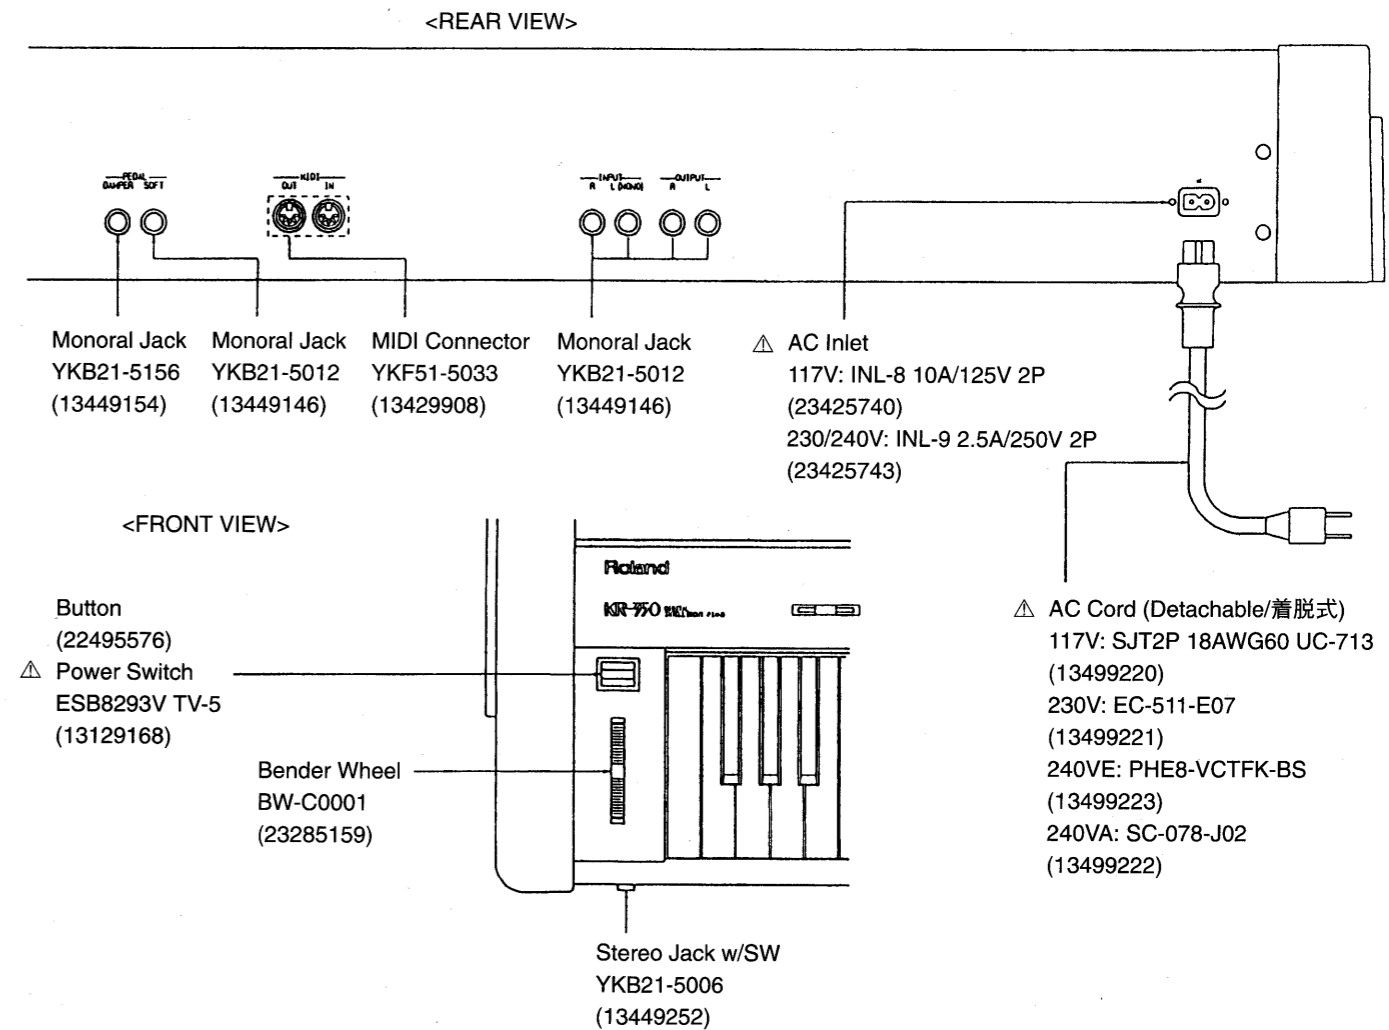 <REAR VIEW>
PEDAL
DAMPER SOFT
MIDI
OUT IN
INPUT
R L (MONO)
OUTPUT
R L
Monoral Jack
YKB21-5156
(13449154)
Monoral Jack
YKB21-5012
(13449146)
MIDI Connector
YKF51-5033
(13429908)
Monoral Jack
YKB21-5012
(13449146)
⚠ AC Inlet
117V: INL-8 10A/125V 2P
(23425740)
230/240V: INL-9 2.5A/250V 2P
(23425743)
<FRONT VIEW>
Button
(22495576)
⚠ Power Switch
ESB8293V TV-5
(13129168)
Bender Wheel
BW-C0001
(23285159)
Roland
KR-350
Stereo Jack w/SW
YKB21-5006
(13449252)
⚠ AC Cord (Detachable/着脱式)
117V: SJT2P 18AWG60 UC-713
(13499220)
230V: EC-511-E07
(13499221)
240VE: PHE8-VCTFK-BS
(13499223)
240VA: SC-078-J02
(13499222)